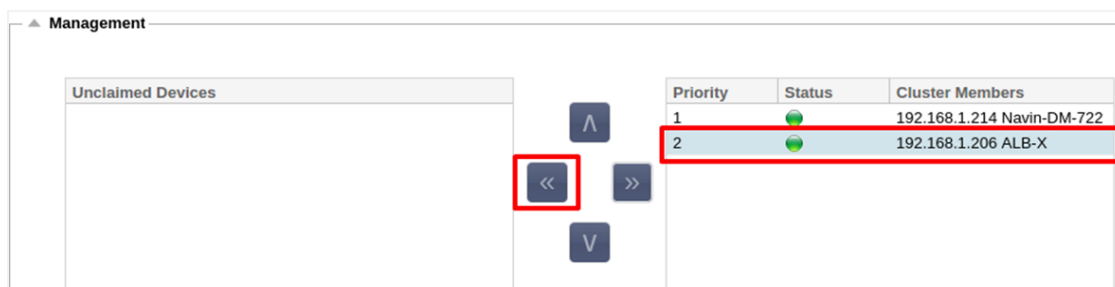 Management
Unclaimed Devices
Priority Status Cluster Members
1 192.168.1.214 Navin-DM-722
2 192.168.1.206 ALB-X